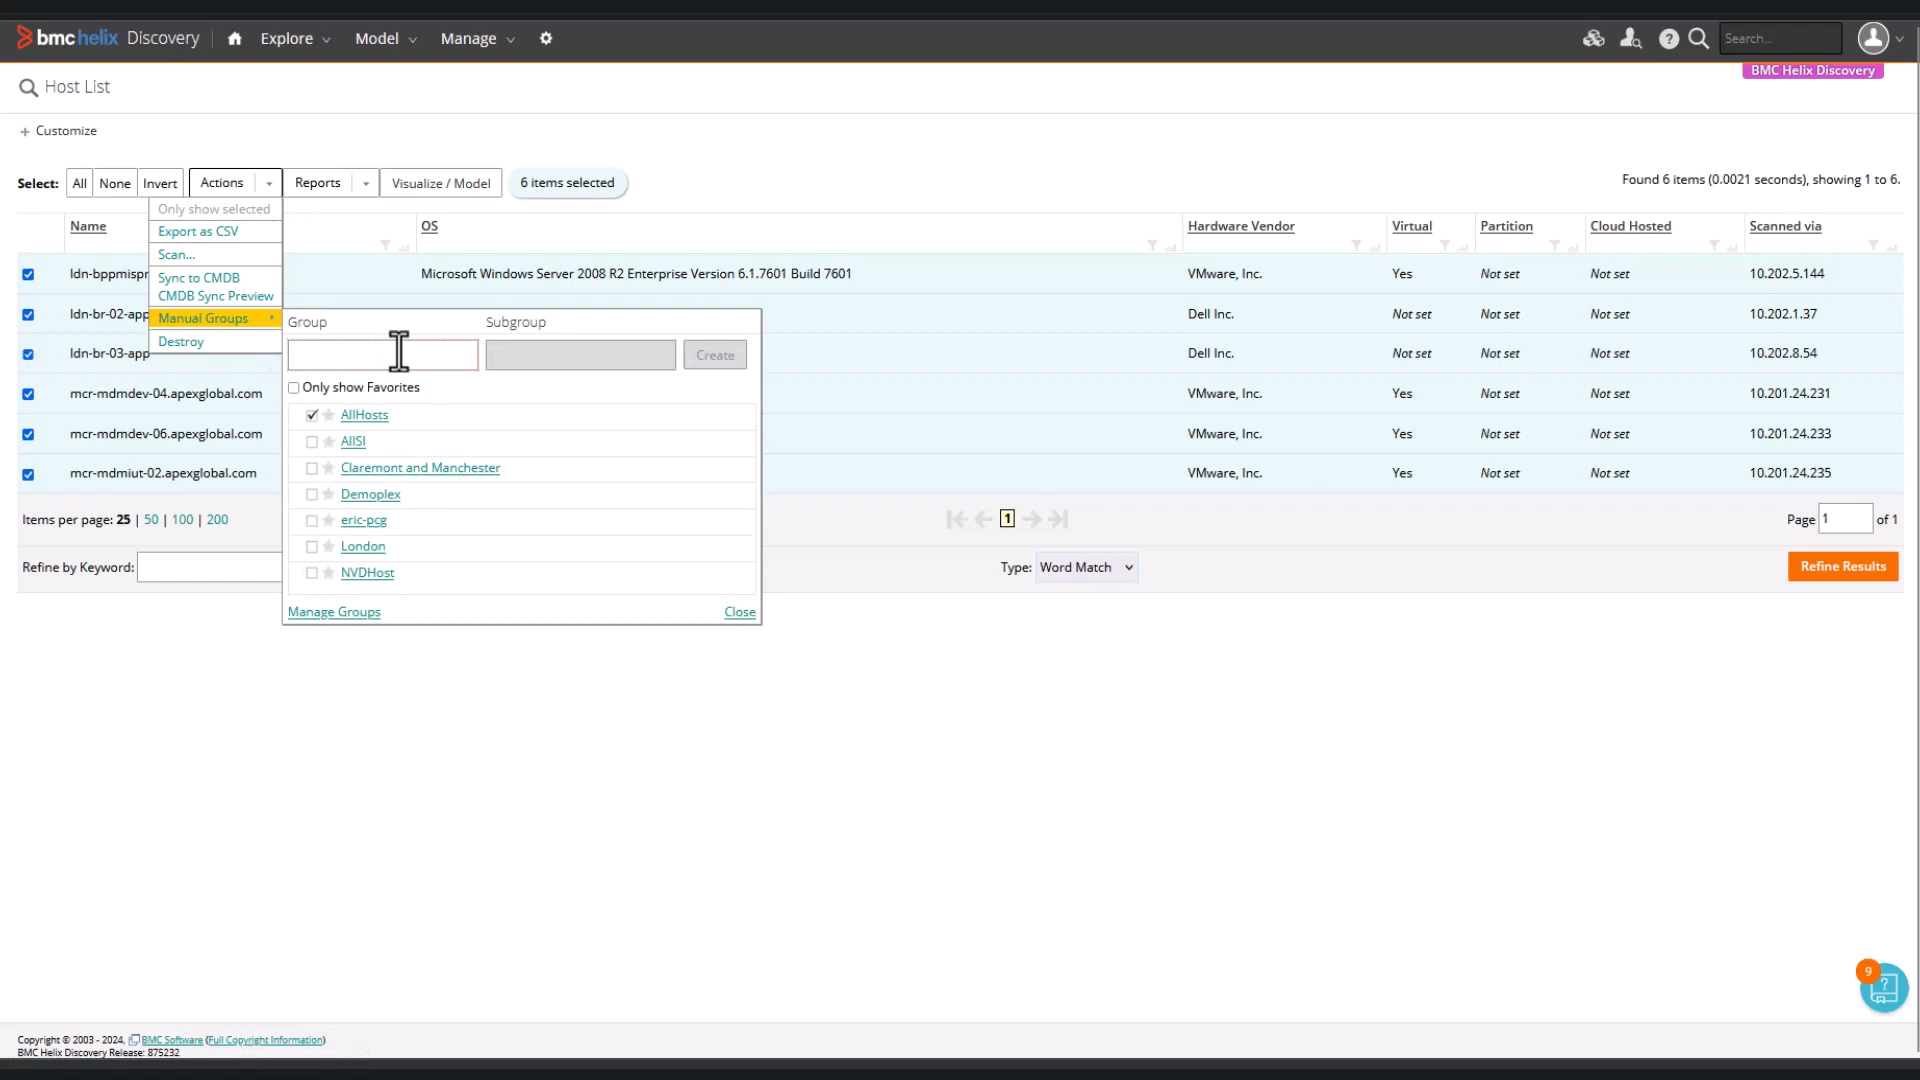 bmchelix Discovery Explore Model Manage Search...
BMC Helix Discovery
Host List
+ Customize
Select: All None Invert Actions Reports Visualize / Model 6 items selected
Found 6 items (0.0021 seconds), showing 1 to 6.
Only show selected
Export as CSV
Scan...
Sync to CMDB
CMDB Sync Preview
Manual Groups
Destroy
Name OS Hardware Vendor Virtual Partition Cloud Hosted Scanned via
ldn-bppmispr Microsoft Windows Server 2008 R2 Enterprise Version 6.1.7601 Build 7601 VMware, Inc. Yes Not set Not set 10.202.5.144
ldn-br-02-app Dell Inc. Not set Not set Not set 10.202.1.37
ldn-br-03-app Dell Inc. Not set Not set Not set 10.202.8.54
mcr-mdmdev-04.apexglobal.com VMware, Inc. Yes Not set Not set 10.201.24.231
mcr-mdmdev-06.apexglobal.com VMware, Inc. Yes Not set Not set 10.201.24.233
mcr-mdmiut-02.apexglobal.com VMware, Inc. Yes Not set Not set 10.201.24.235
Group Subgroup
Create
Only show Favorites
AllHosts
AllSI
Claremont and Manchester
Demoplex
eric-pcg
London
NVDHost
Manage Groups Close
Items per page: 25 | 50 | 100 | 200
1
Page 1 of 1
Refine by Keyword:
Type: Word Match
Refine Results
9
Copyright © 2003 - 2024, BMC Software (Full Copyright Information)
BMC Helix Discovery Release: 875232